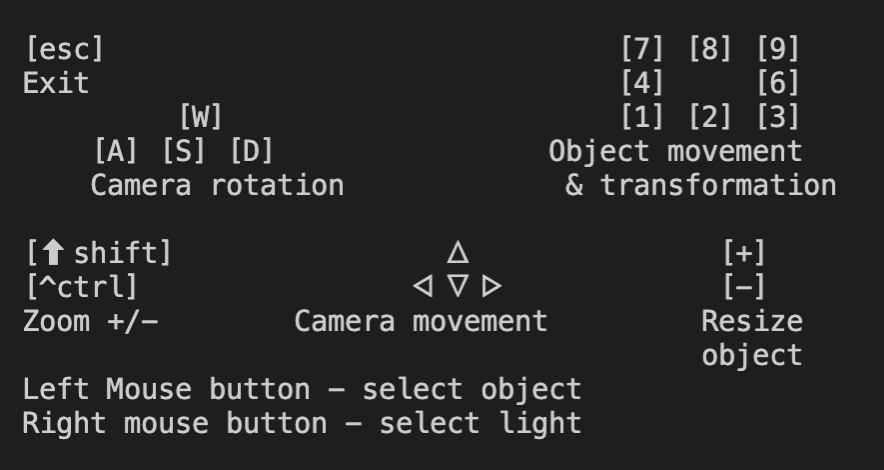 [esc] [7] [8] [9]
Exit [4] [6]
[W] [1] [2] [3]
[A] [S] [D] Object movement
Camera rotation & transformation
[⬆shift] △ [+]
[^ctrl] ◁ ▽ ▷ [−]
Zoom +/− Camera movement Resize
object
Left Mouse button − select object
Right mouse button − select light